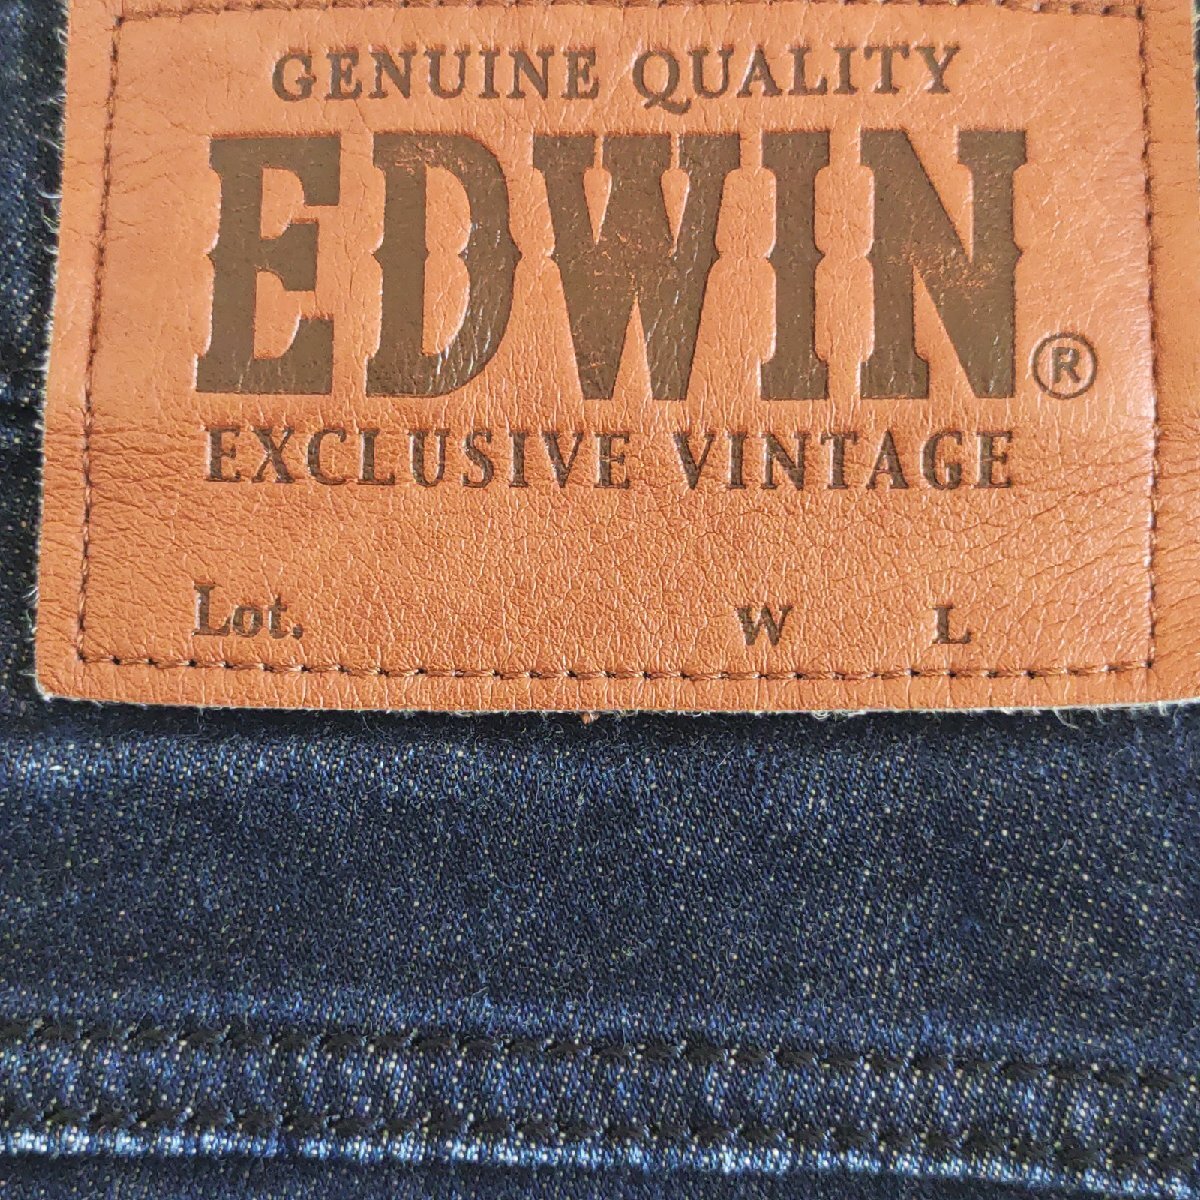 GENUINE QUALITY
EDWIN®
EXCLUSIVE VINTAGE
Lot. W L